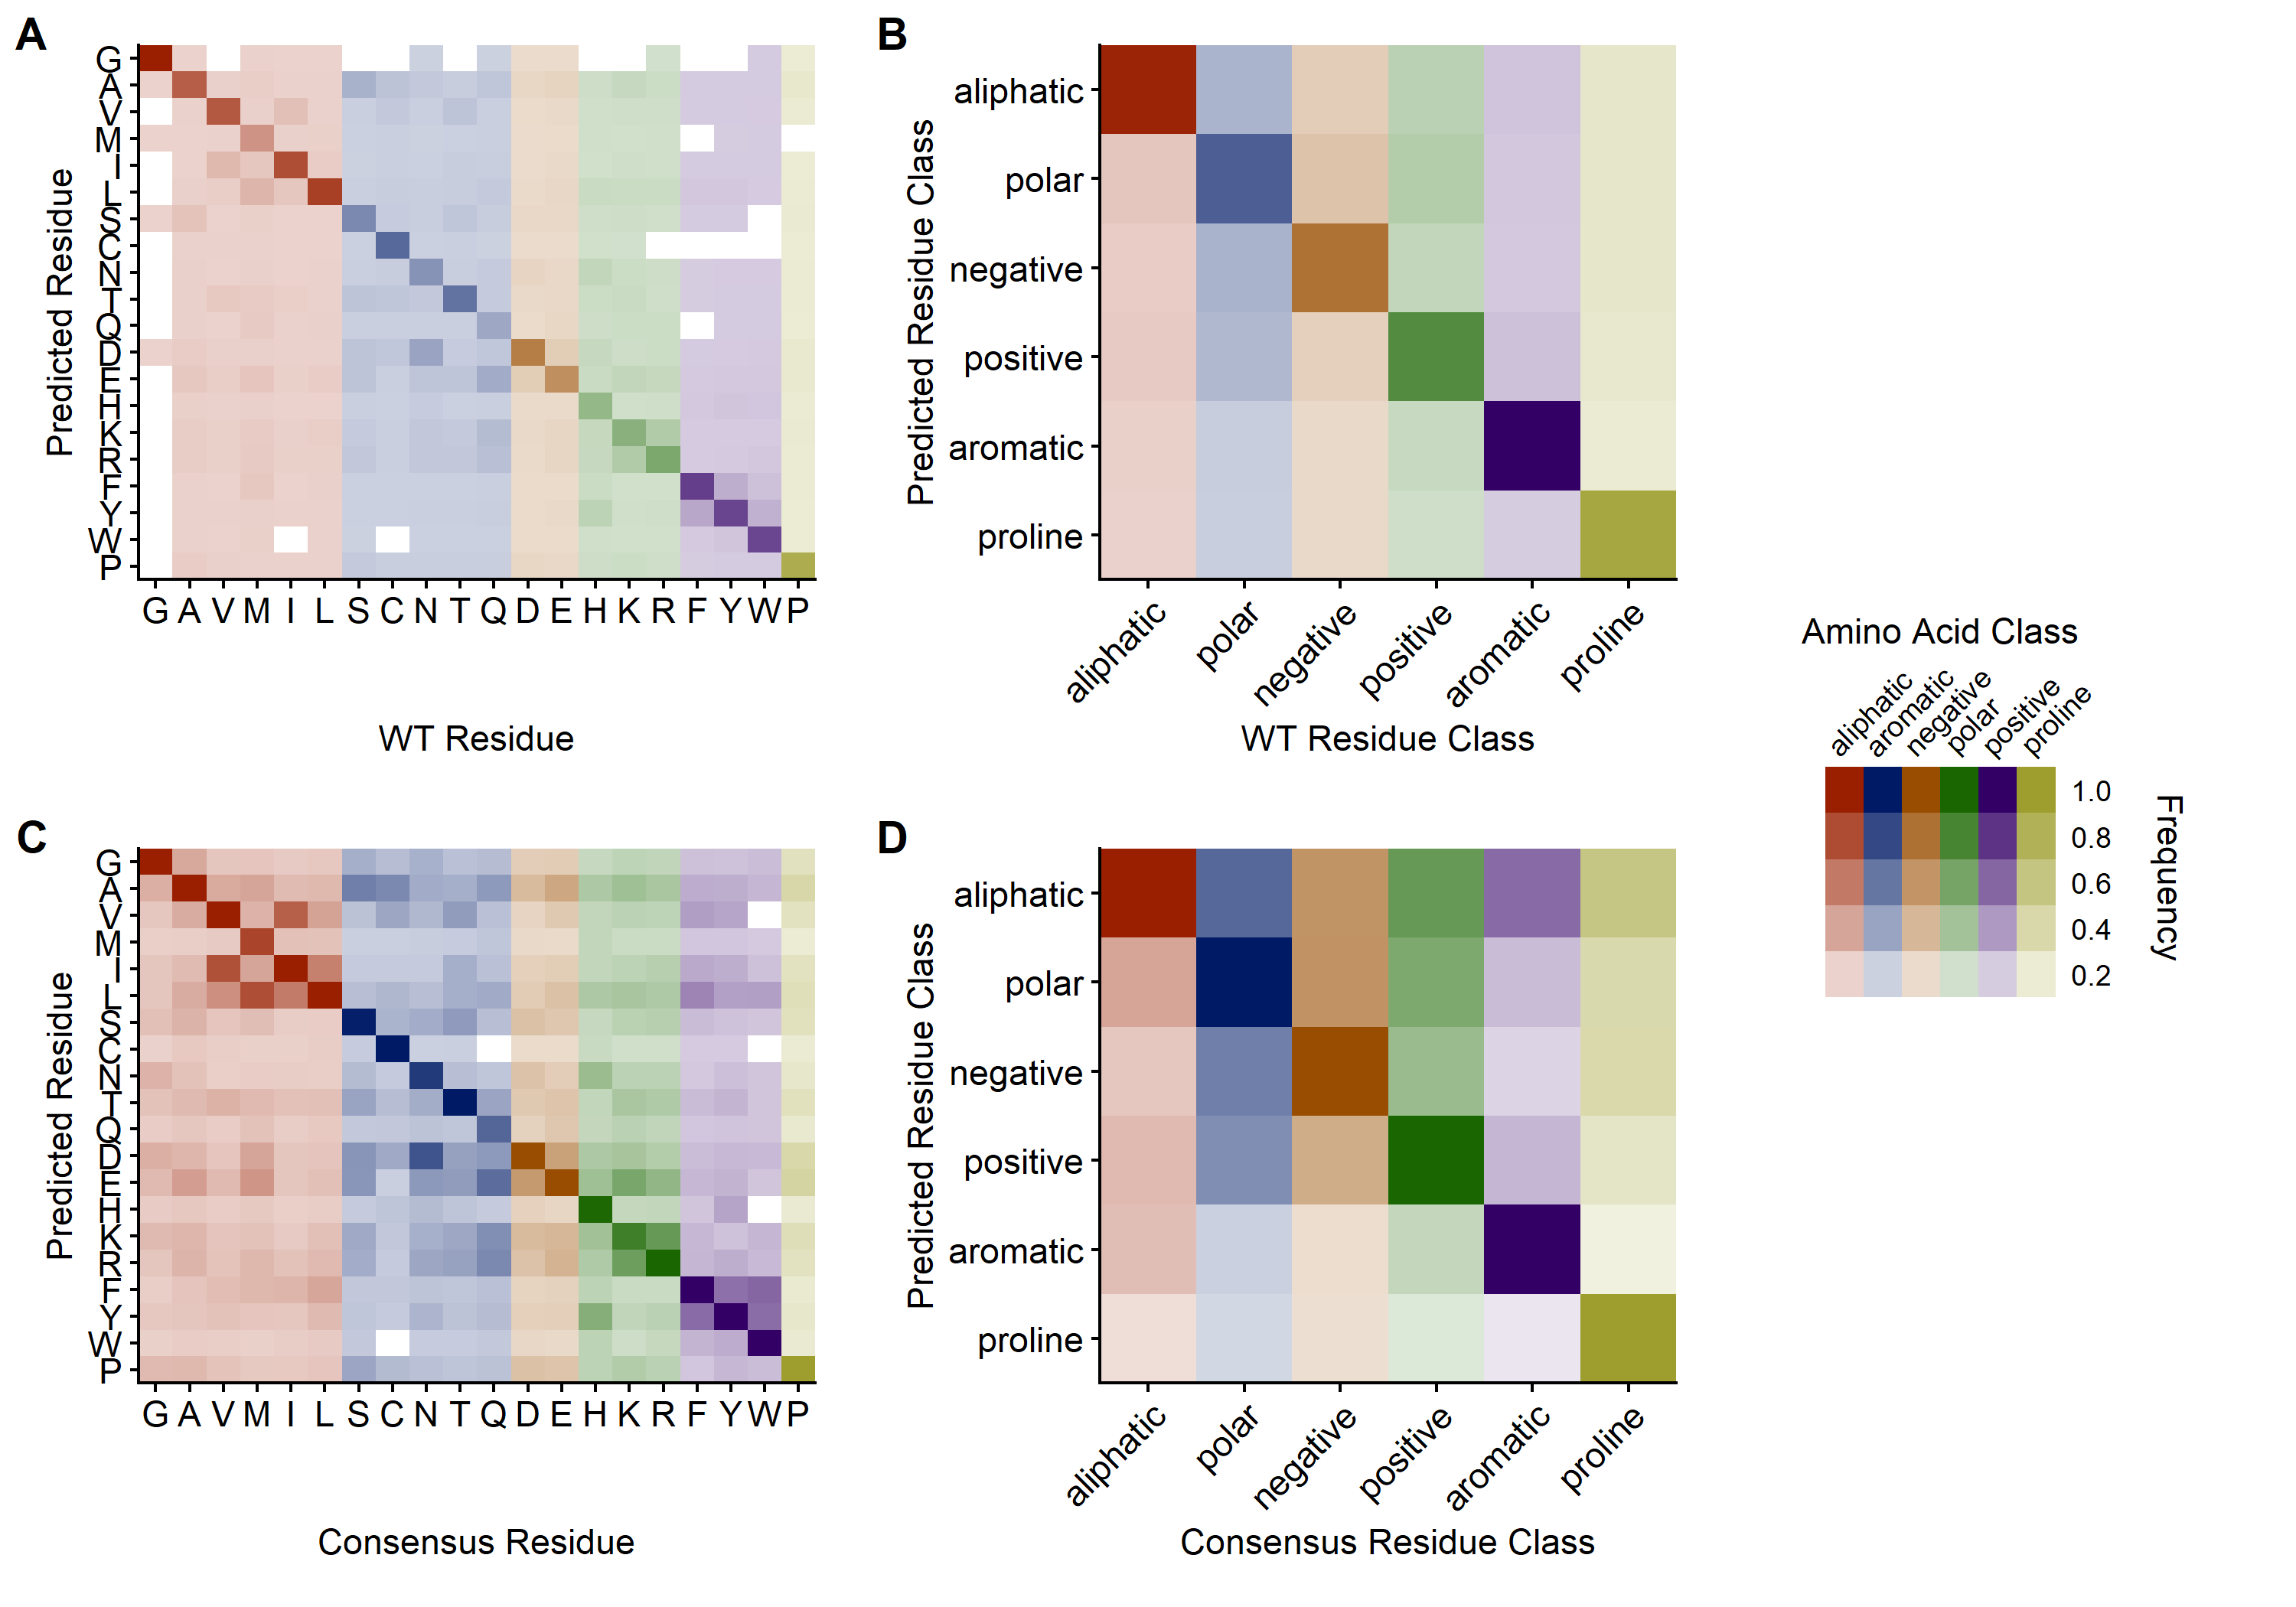 A
Predicted Residue
G
A
V
M
I
L
S
C
N
T
Q
D
E
H
K
R
F
Y
W
P
G A V M I L S C N T Q D E H K R F Y W P
WT Residue
B
Predicted Residue Class
aliphatic
polar
negative
positive
aromatic
proline
aliphatic polar negative positive aromatic proline
WT Residue Class
Amino Acid Class
aliphatic aromatic negative polar positive proline
1.0
0.8
0.6
0.4
0.2
Frequency
C
Predicted Residue
G
A
V
M
I
L
S
C
N
T
Q
D
E
H
K
R
F
Y
W
P
G A V M I L S C N T Q D E H K R F Y W P
Consensus Residue
D
Predicted Residue Class
aliphatic
polar
negative
positive
aromatic
proline
aliphatic polar negative positive aromatic proline
Consensus Residue Class